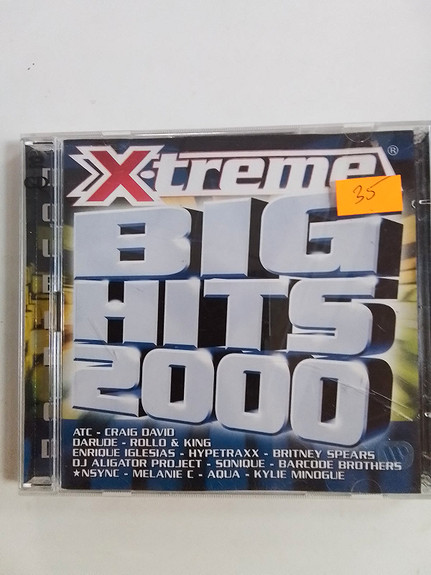 X-treme®
35
BIG
HITS
2000
ATC - CRAIG DAVID
DARUDE - ROLLO & KING
ENRIQUE IGLESIAS - HYPETRAXX - BRITNEY SPEARS
DJ ALIGATOR PROJECT - SONIQUE - BARCODE BROTHERS
★NSYNC - MELANIE C - AQUA - KYLIE MINOGUE